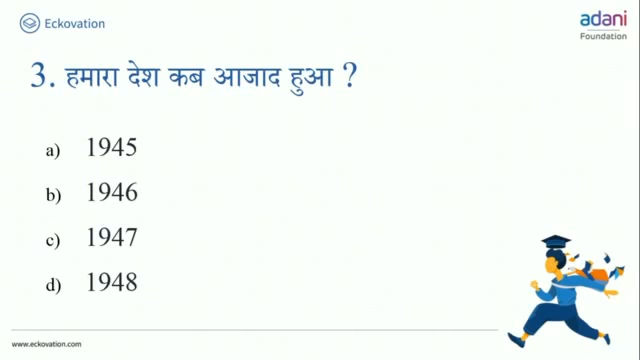 Eckovation
adani
Foundation
3. हमारा देश कब आजाद हुआ ?
a) 1945
b) 1946
c) 1947
d) 1948
www.eckovation.com